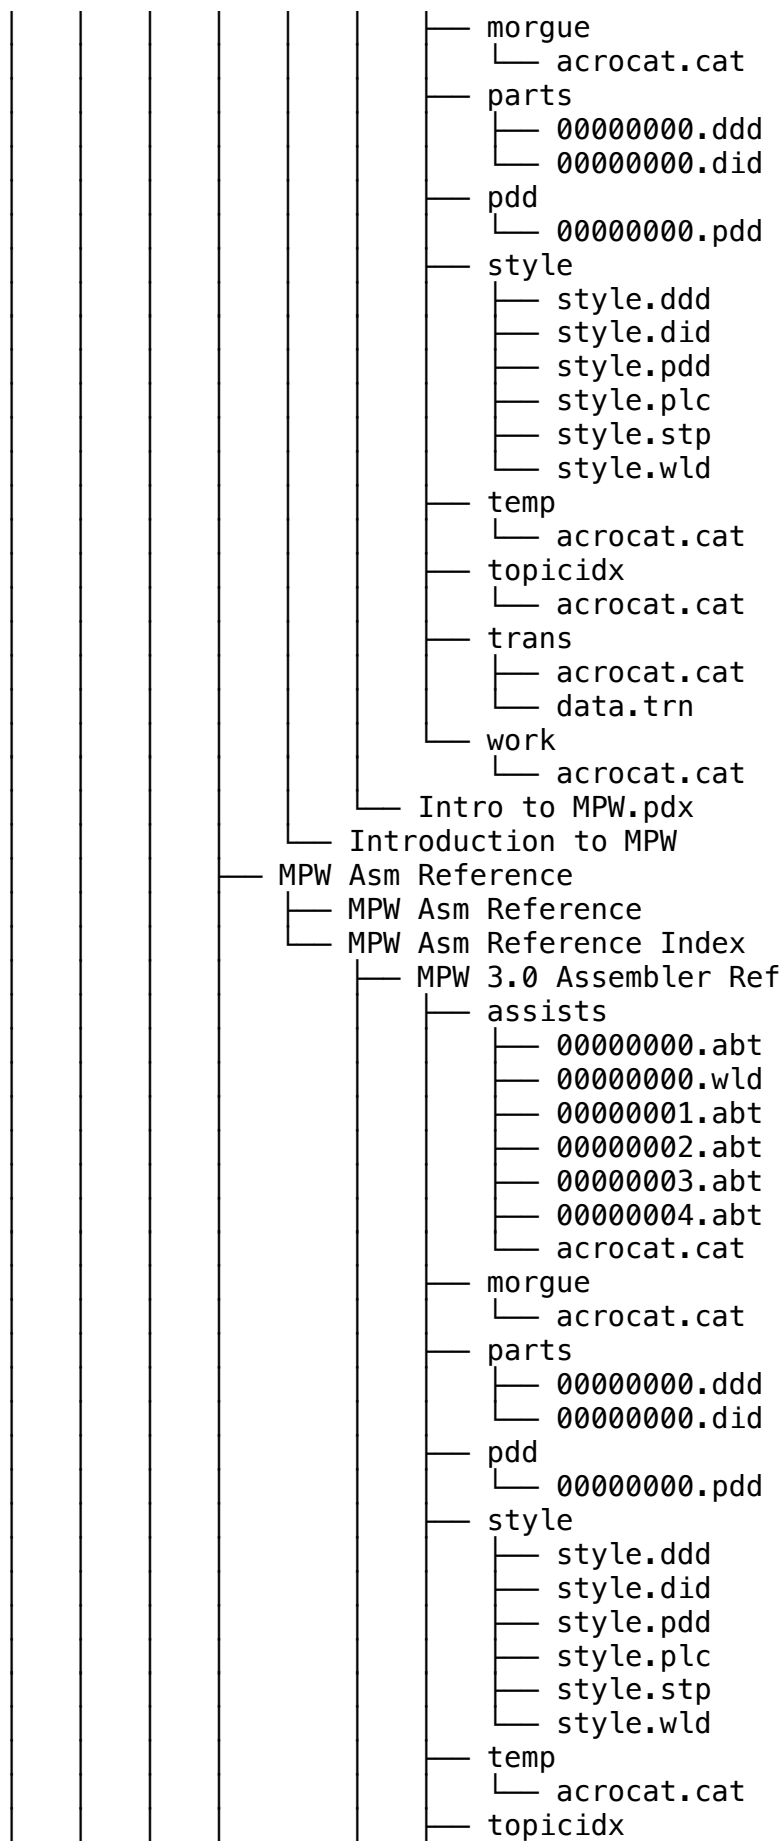 │   │   │   │   │   │   ├── morgue
│   │   │   │   │   │   │   └── acrocat.cat
│   │   │   │   │   │   ├── parts
│   │   │   │   │   │   │   ├── 00000000.ddd
│   │   │   │   │   │   │   └── 00000000.did
│   │   │   │   │   │   ├── pdd
│   │   │   │   │   │   │   └── 00000000.pdd
│   │   │   │   │   │   ├── style
│   │   │   │   │   │   │   ├── style.ddd
│   │   │   │   │   │   │   ├── style.did
│   │   │   │   │   │   │   ├── style.pdd
│   │   │   │   │   │   │   ├── style.plc
│   │   │   │   │   │   │   ├── style.stp
│   │   │   │   │   │   │   └── style.wld
│   │   │   │   │   │   ├── temp
│   │   │   │   │   │   │   └── acrocat.cat
│   │   │   │   │   │   ├── topicidx
│   │   │   │   │   │   │   └── acrocat.cat
│   │   │   │   │   │   ├── trans
│   │   │   │   │   │   │   ├── acrocat.cat
│   │   │   │   │   │   │   └── data.trn
│   │   │   │   │   │   └── work
│   │   │   │   │   │       └── acrocat.cat
│   │   │   │   │   └── Intro to MPW.pdx
│   │   │   │   └── Introduction to MPW
│   │   │   ├── MPW Asm Reference
│   │   │   │   ├── MPW Asm Reference
│   │   │   │   └── MPW Asm Reference Index
│   │   │   │       ├── MPW 3.0 Assembler Ref
│   │   │   │       │   ├── assists
│   │   │   │       │   │   ├── 00000000.abt
│   │   │   │       │   │   ├── 00000000.wld
│   │   │   │       │   │   ├── 00000001.abt
│   │   │   │       │   │   ├── 00000002.abt
│   │   │   │       │   │   ├── 00000003.abt
│   │   │   │       │   │   ├── 00000004.abt
│   │   │   │       │   │   └── acrocat.cat
│   │   │   │       │   ├── morgue
│   │   │   │       │   │   └── acrocat.cat
│   │   │   │       │   ├── parts
│   │   │   │       │   │   ├── 00000000.ddd
│   │   │   │       │   │   └── 00000000.did
│   │   │   │       │   ├── pdd
│   │   │   │       │   │   └── 00000000.pdd
│   │   │   │       │   ├── style
│   │   │   │       │   │   ├── style.ddd
│   │   │   │       │   │   ├── style.did
│   │   │   │       │   │   ├── style.pdd
│   │   │   │       │   │   ├── style.plc
│   │   │   │       │   │   ├── style.stp
│   │   │   │       │   │   └── style.wld
│   │   │   │       │   ├── temp
│   │   │   │       │   │   └── acrocat.cat
│   │   │   │       │   ├── topicidx